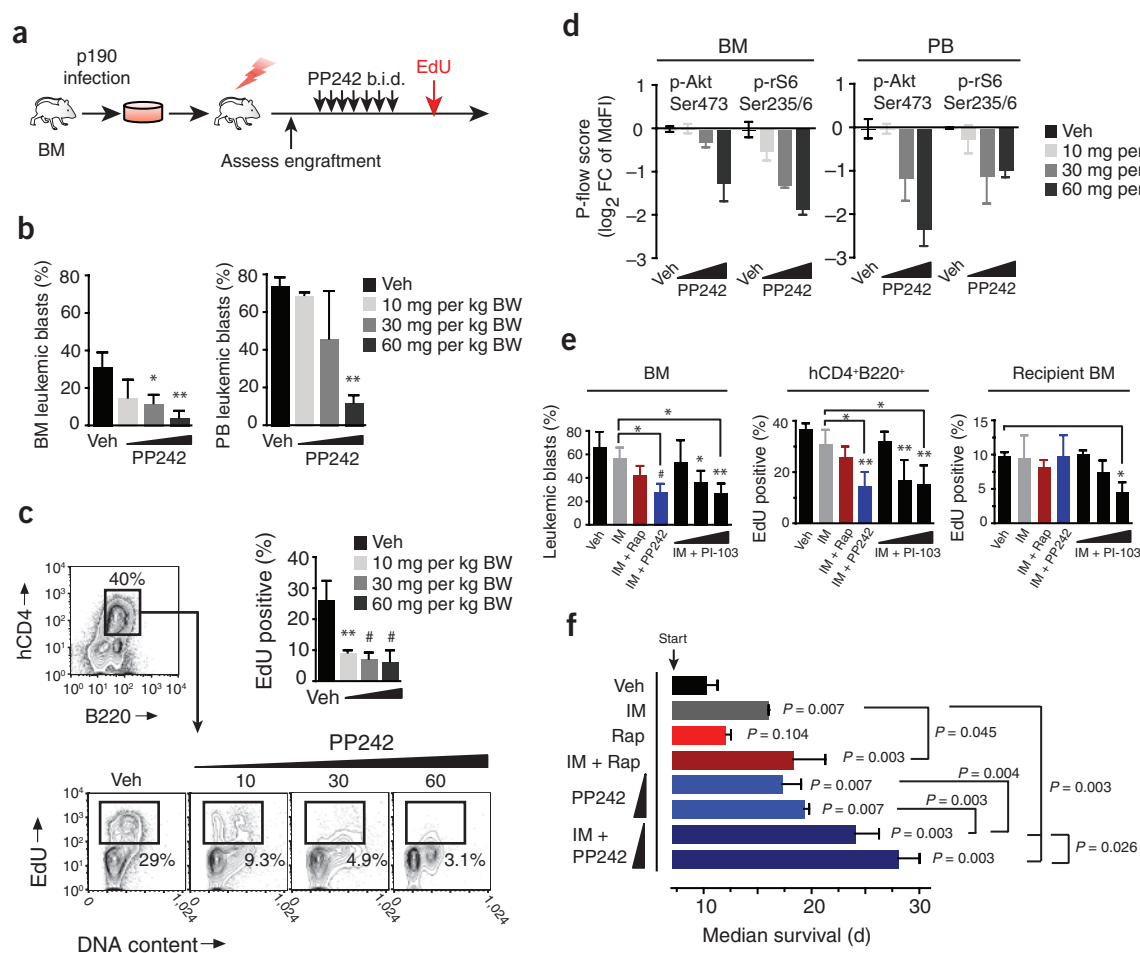 a
p190
infection
BM
PP242 b.i.d.
EdU
Assess engraftment
b
BM leukemic blasts (%)
80
60
40
20
0
Veh
PP242
PB leukemic blasts (%)
80
60
40
20
0
Veh
PP242
*
**
**
Veh
10 mg per kg BW
30 mg per kg BW
60 mg per kg BW
c
40%
hCD4
10⁴
10³
10²
10¹
10⁰
10⁰ 10¹ 10² 10³ 10⁴
B220
EdU positive (%)
40
30
20
10
0
** # #
Veh
Veh
10 mg per kg BW
30 mg per kg BW
60 mg per kg BW
PP242
Veh 10 30 60
EdU
10⁴
10³
10²
10¹
10⁰
29% 9.3% 4.9% 3.1%
0 1,024 0 1,024 0 1,024 0 1,024
DNA content
d
BM
PB
p-Akt
Ser473
p-rS6
Ser235/6
p-Akt
Ser473
p-rS6
Ser235/6
P-flow score
(log₂ FC of MdFI)
1
0
−1
−2
−3
1
0
−1
−2
−3
Veh
PP242
Veh
PP242
Veh
PP242
Veh
PP242
Veh
10 mg per
30 mg per
60 mg per
e
BM
Leukemic blasts (%)
80
60
40
20
0
*
*
# * **
Veh
IM
IM + Rap
IM + PP242
IM + PI-103
hCD4⁺B220⁺
EdU positive (%)
40
30
20
10
0
*
*
** ** **
Veh
IM
IM + Rap
IM + PP242
IM + PI-103
Recipient BM
EdU positive (%)
15
10
5
0
*
Veh
IM
IM + Rap
IM + PP242
IM + PI-103
f
Start
Veh
IM
P = 0.007
Rap
P = 0.104
P = 0.045
IM + Rap
P = 0.003
P = 0.004
PP242
P = 0.007
P = 0.003
P = 0.003
P = 0.007
IM +
PP242
P = 0.003
P = 0.026
P = 0.003
10 20 30
Median survival (d)